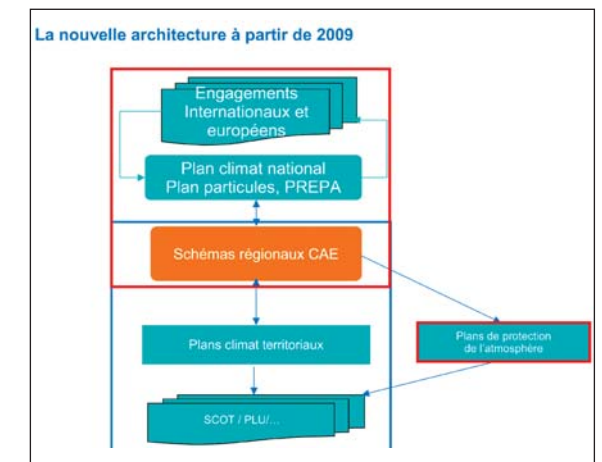 La nouvelle architecture à partir de 2009
Engagements
Internationaux et
européens
Plan climat national
Plan particules, PREPA
Schémas régionaux CAE
Plans climat territoriaux
Plans de protection
de l'atmosphère
SCOT / PLU/...